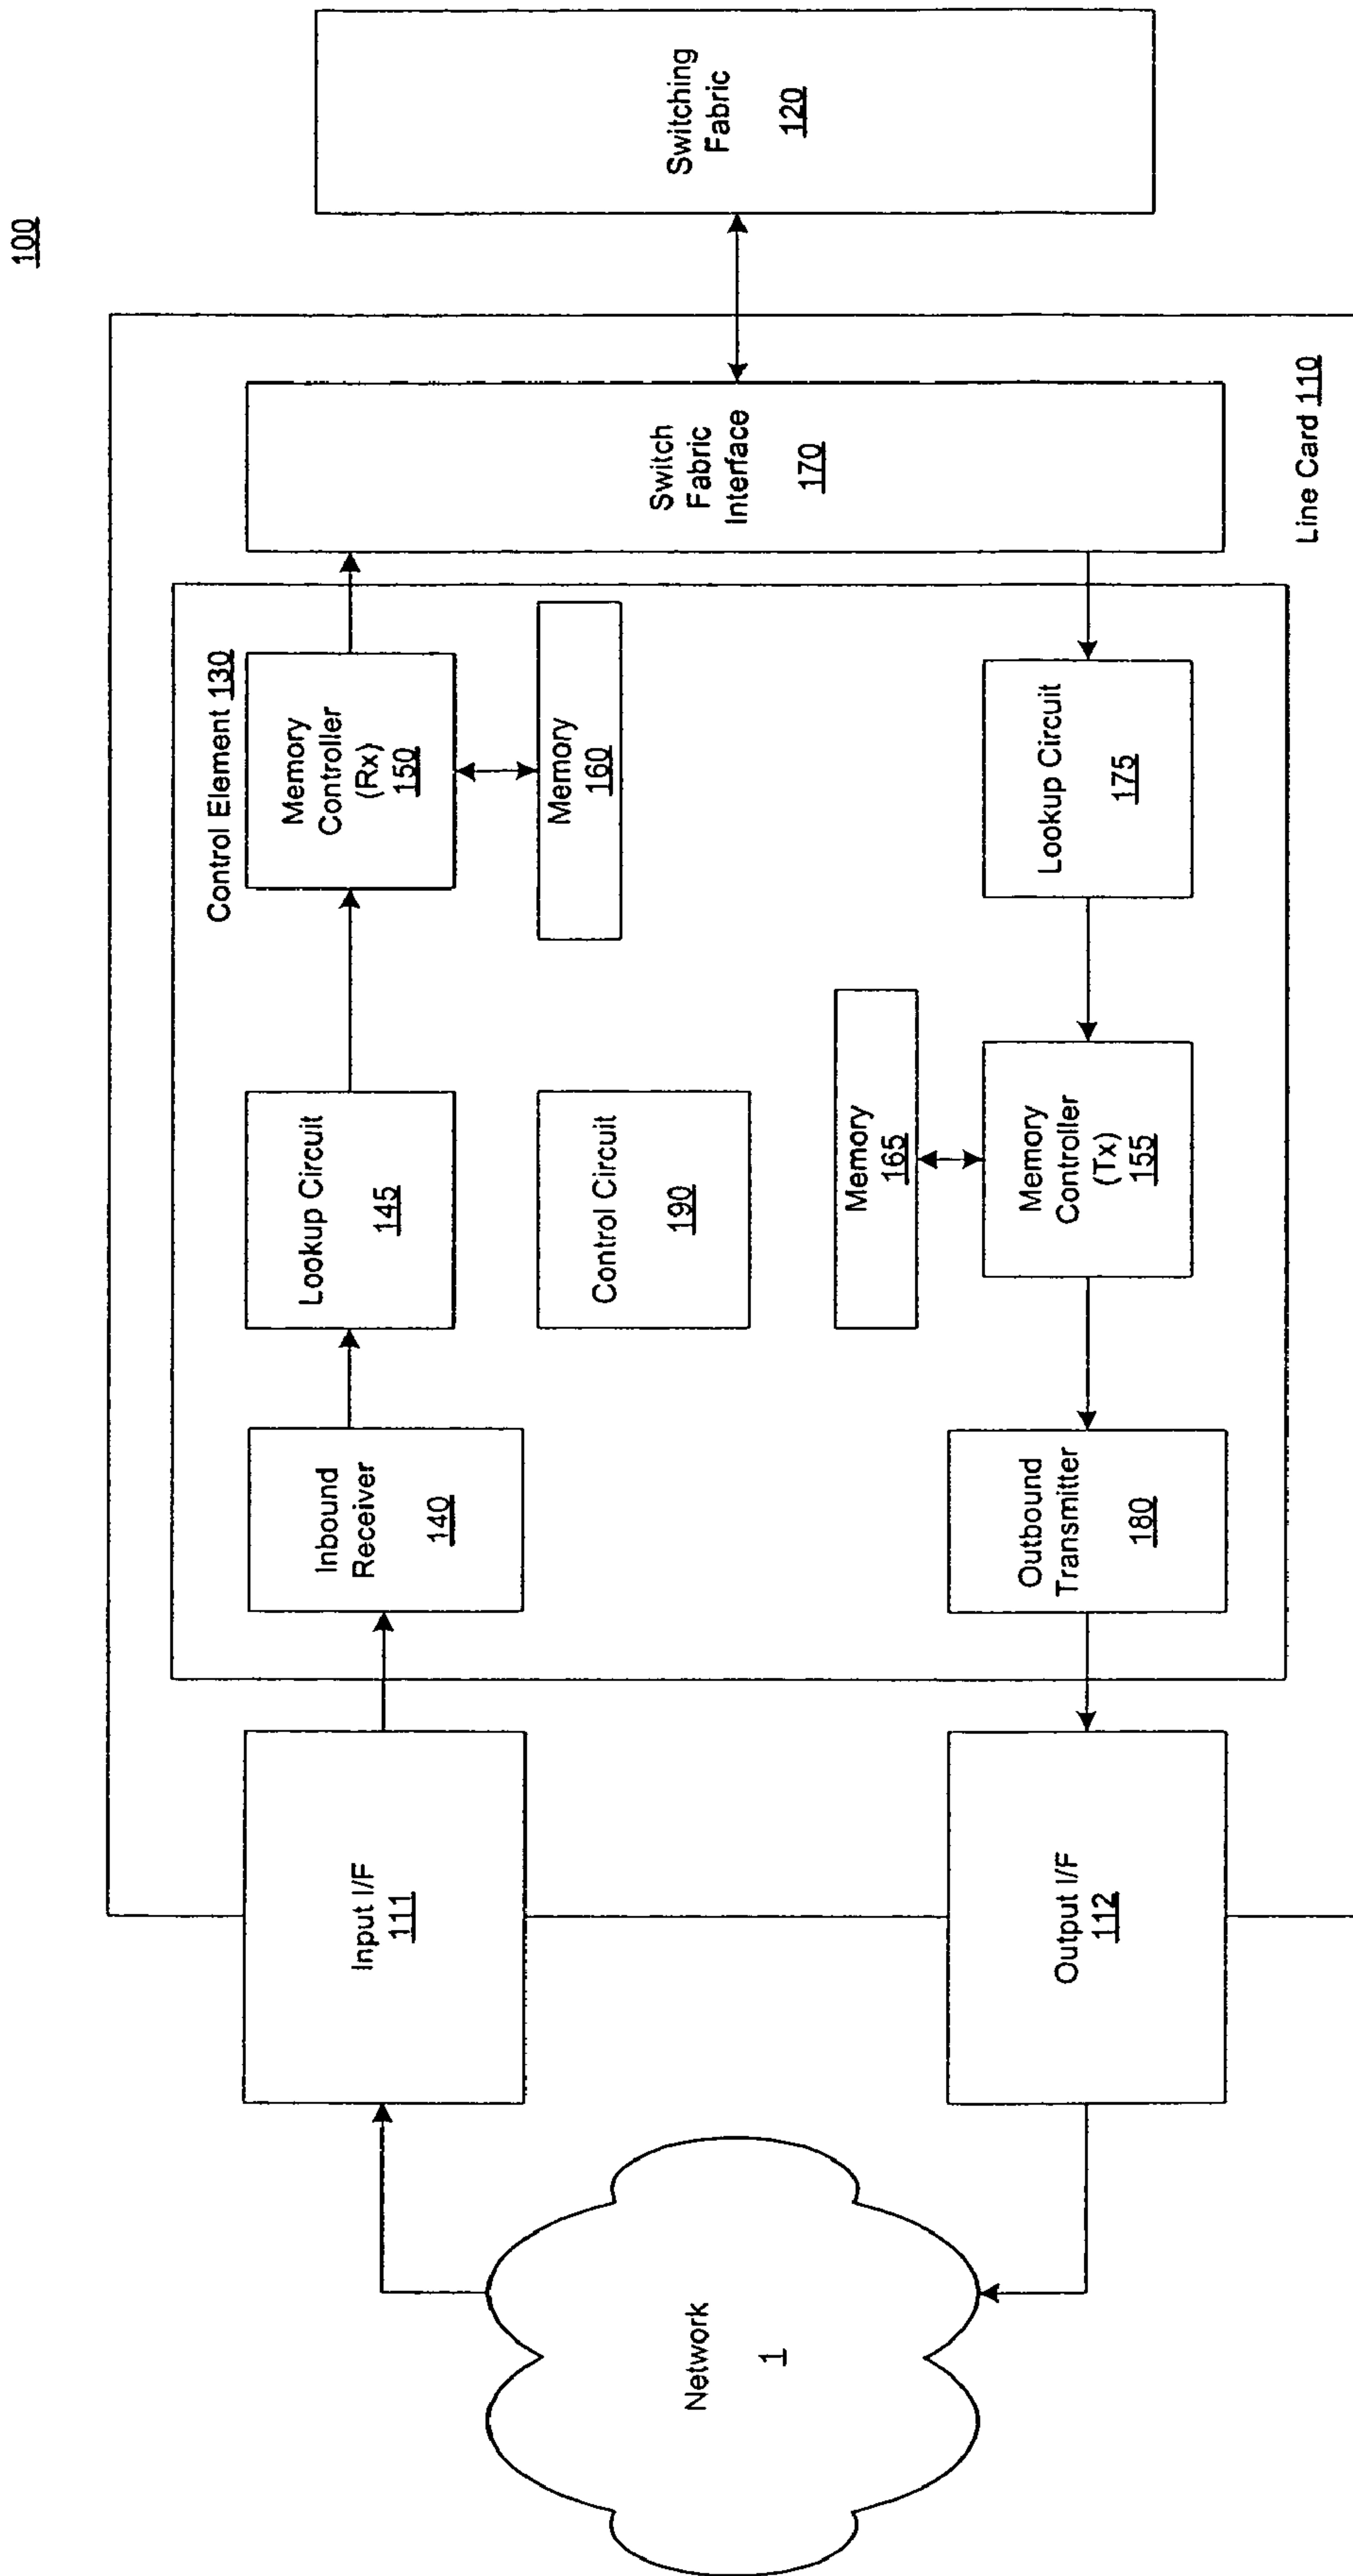 100
Switching
Fabric
120
Line Card 110
Switch
Fabric
Interface
170
Control Element 130
Memory
Controller
(Rx)
150
Memory
160
Lookup Circuit
175
Lookup Circuit
145
Control Circuit
190
Memory
165
Memory
Controller
(Tx)
155
Inbound
Receiver
140
Outbound
Transmitter
180
Input I/F
111
Output I/F
112
Network
1